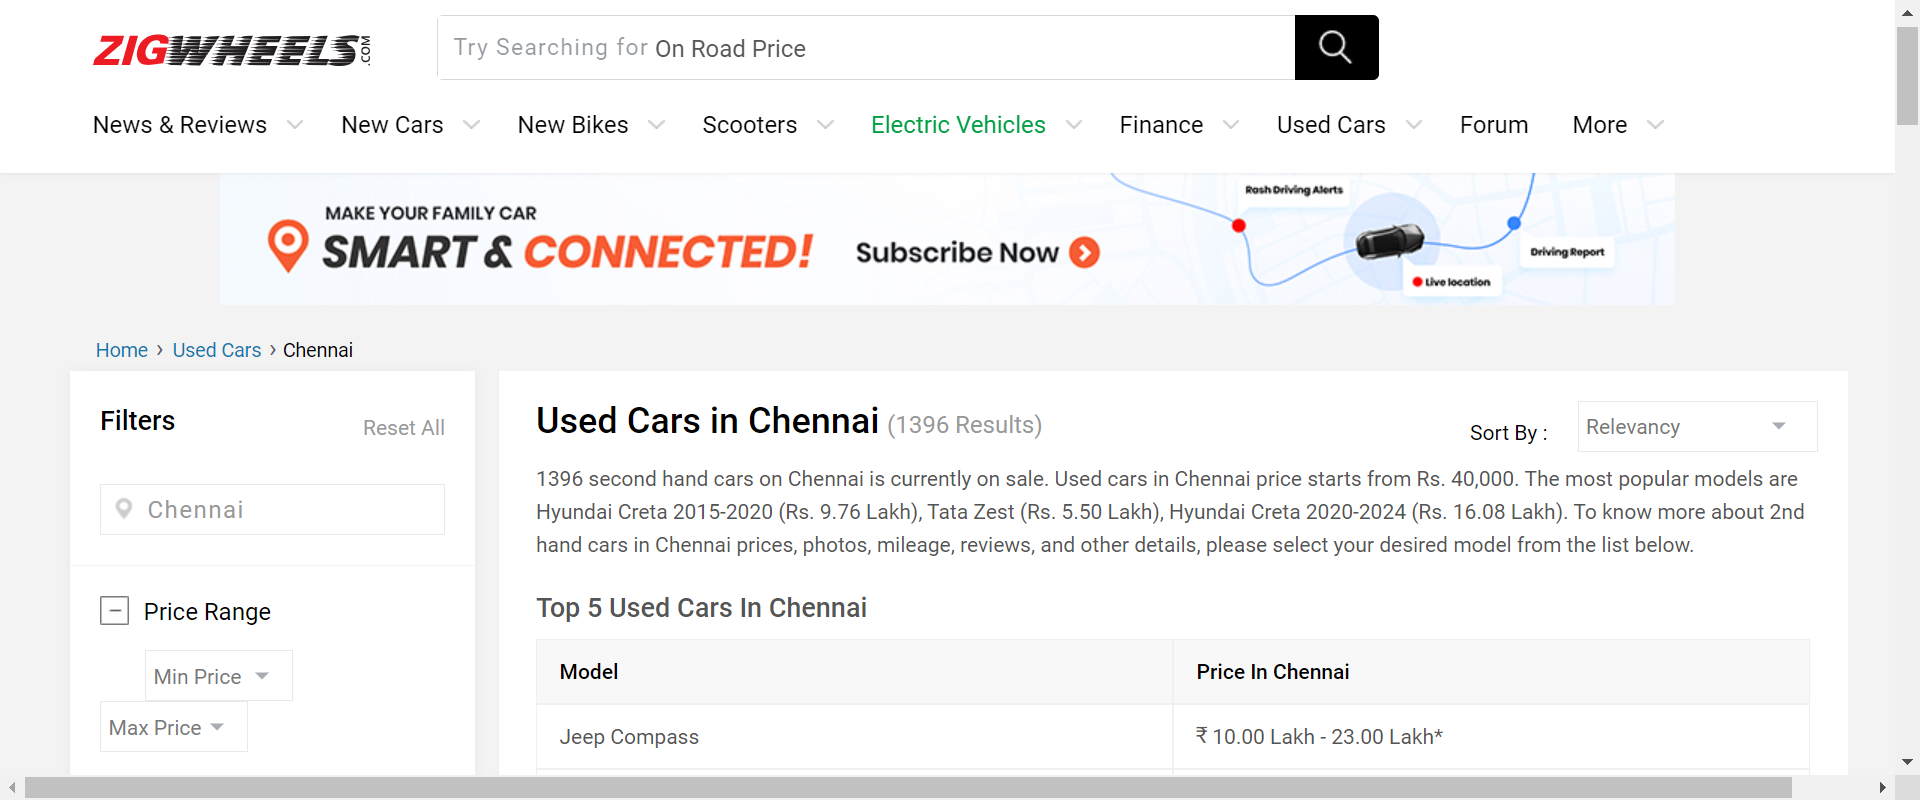 ZIGWHEELS.COM
Try Searching for On Road Price
News & Reviews New Cars New Bikes Scooters Electric Vehicles Finance Used Cars Forum More
MAKE YOUR FAMILY CAR
SMART & CONNECTED!
Subscribe Now
Rash Driving Alerts
Driving Report
Live location
Home › Used Cars › Chennai
Filters
Reset All
Chennai
Price Range
Min Price
Max Price
Used Cars in Chennai (1396 Results)
Sort By :
Relevancy
1396 second hand cars on Chennai is currently on sale. Used cars in Chennai price starts from Rs. 40,000. The most popular models are
Hyundai Creta 2015-2020 (Rs. 9.76 Lakh), Tata Zest (Rs. 5.50 Lakh), Hyundai Creta 2020-2024 (Rs. 16.08 Lakh). To know more about 2nd
hand cars in Chennai prices, photos, mileage, reviews, and other details, please select your desired model from the list below.
Top 5 Used Cars In Chennai
Model Price In Chennai
Jeep Compass ₹ 10.00 Lakh - 23.00 Lakh*